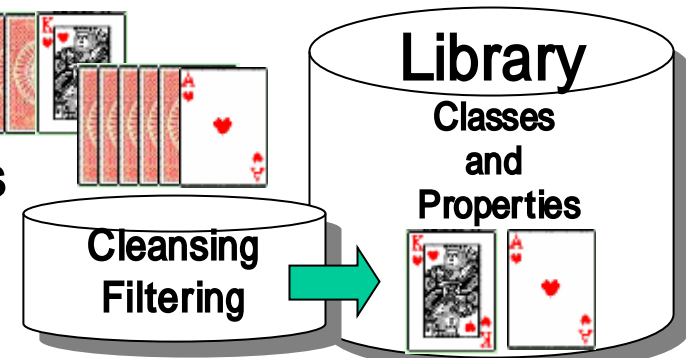 K
A
s
Library
Classes
and
Properties
Cleansing
Filtering
K
K
A
A